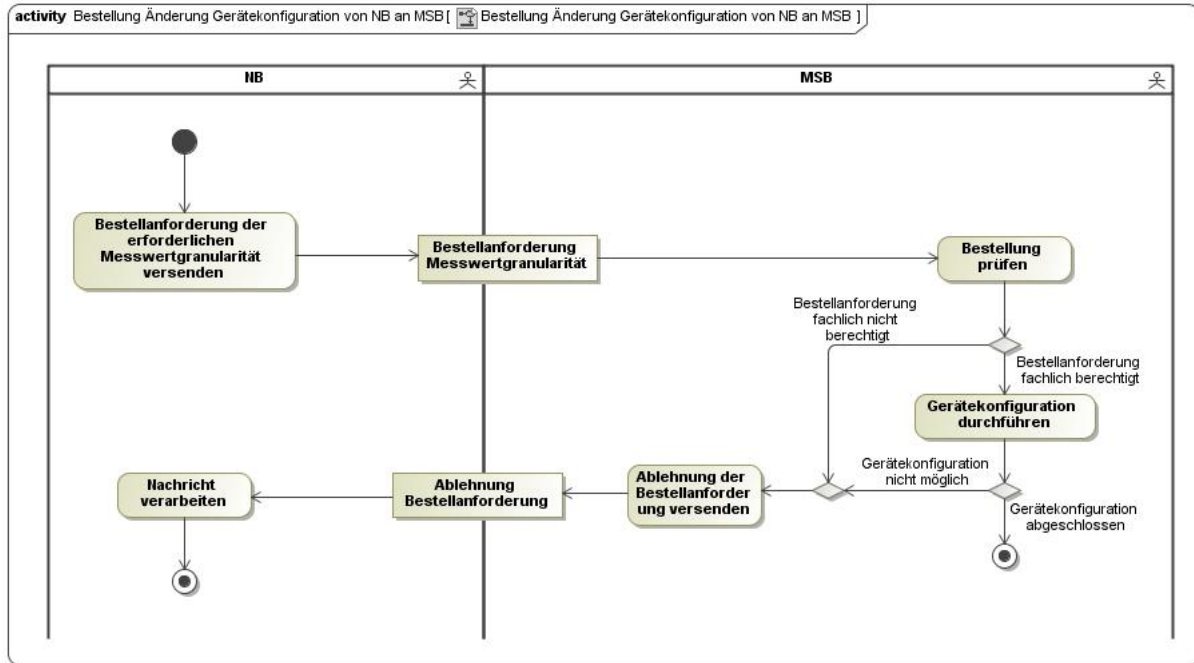 activity Bestellung Änderung Gerätekonfiguration von NB an MSB [ Bestellung Änderung Gerätekonfiguration von NB an MSB ]
NB
MSB
Bestellanforderung der
erforderlichen
Messwertgranularität
versenden
Bestellanforderung
Messwertgranularität
Bestellung
prüfen
Bestellanforderung
fachlich nicht
berechtigt
Bestellanforderung
fachlich berechtigt
Gerätekonfiguration
durchführen
Nachricht
verarbeiten
Ablehnung
Bestellanforderung
Ablehnung der
Bestellanforder
ung versenden
Gerätekonfiguration
nicht möglich
Gerätekonfiguration
abgeschlossen